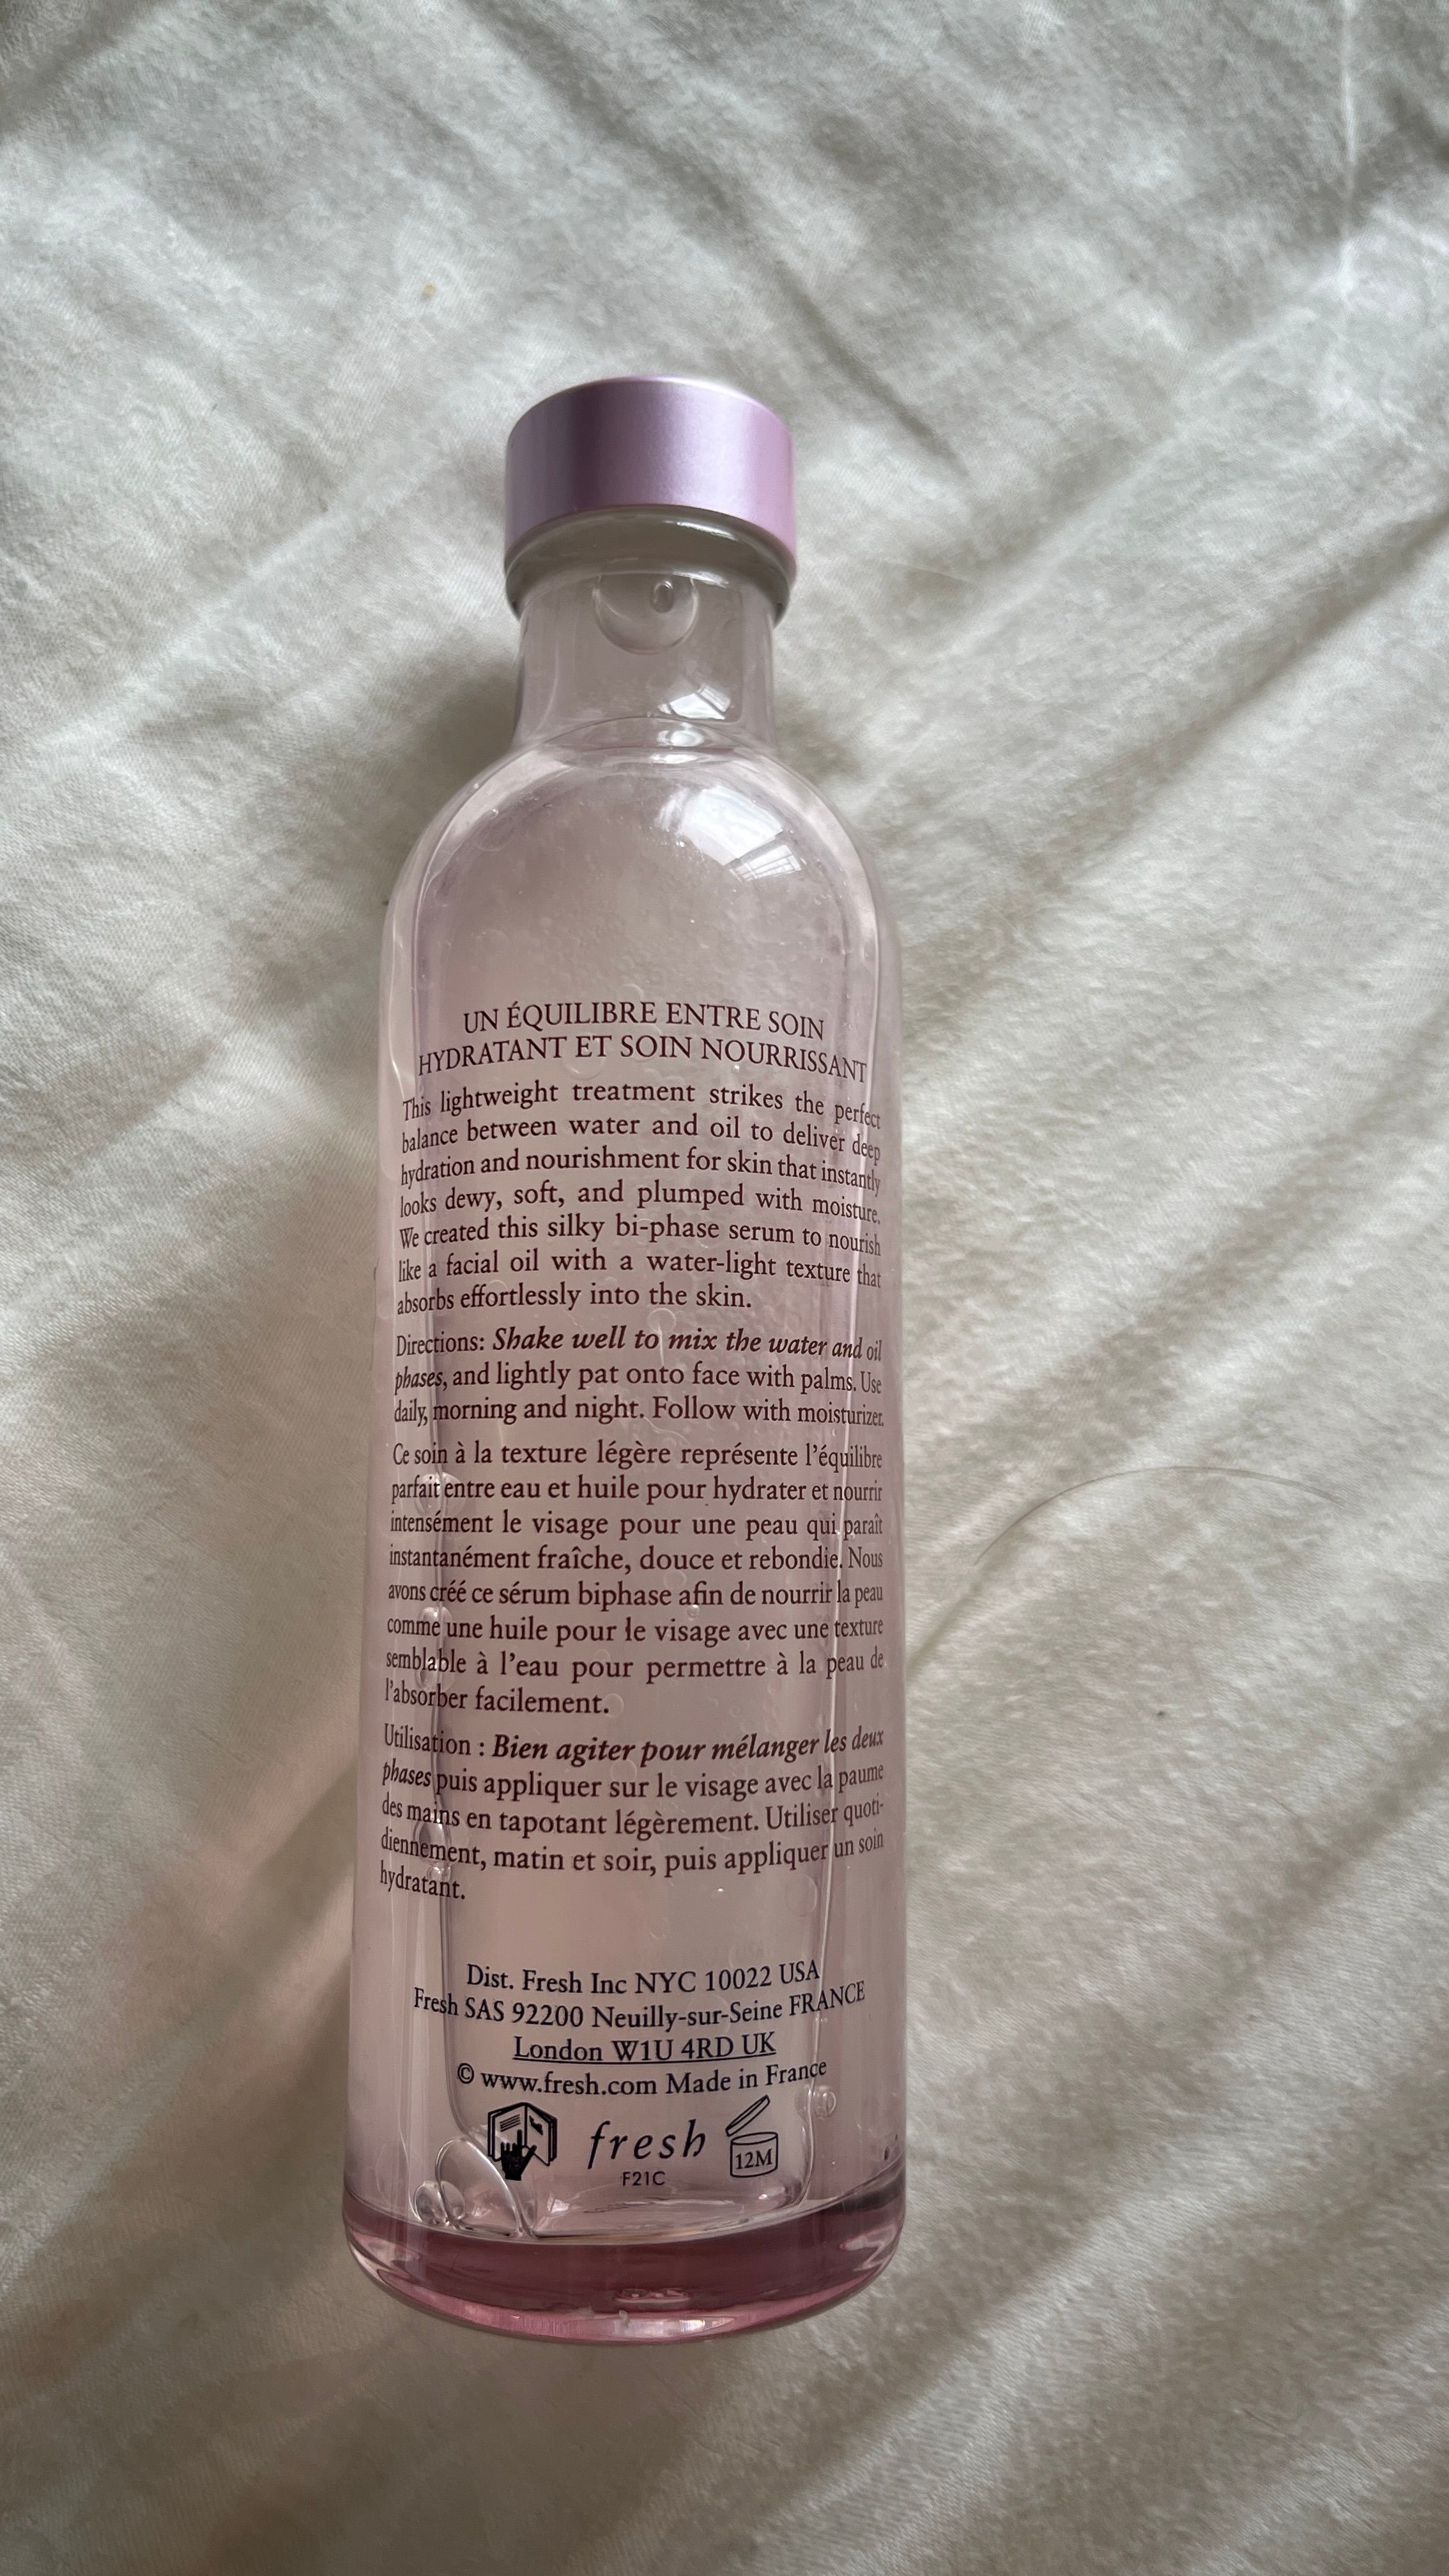 UN ÉQUILIBRE ENTRE SOIN
HYDRATANT ET SOIN NOURRISSANT
This lightweight treatment strikes the perfect
balance between water and oil to deliver deep
hydration and nourishment for skin that instantly
looks dewy, soft, and plumped with moisture.
We created this silky bi-phase serum to nourish
like a facial oil with a water-light texture that
absorbs effortlessly into the skin.
Directions: Shake well to mix the water and oil
phases, and lightly pat onto face with palms. Use
daily, morning and night. Follow with moisturizer.
Ce soin à la texture légère représente l'équilibre
parfait entre eau et huile pour hydrater et nourrir
intensément le visage pour une peau qui paraît
instantanément fraîche, douce et rebondie. Nous
avons créé ce sérum biphase afin de nourrir la peau
comme une huile pour le visage avec une texture
semblable à l'eau pour permettre à la peau de
l'absorber facilement.
Utilisation : Bien agiter pour mélanger les deux
phases puis appliquer sur le visage avec la paume
des mains en tapotant légèrement. Utiliser quoti-
diennement, matin et soir, puis appliquer un soin
hydratant.
Dist. Fresh Inc NYC 10022 USA
Fresh SAS 92200 Neuilly-sur-Seine FRANCE
London W1U 4RD UK
© www.fresh.com Made in France
fresh 12M
F21C